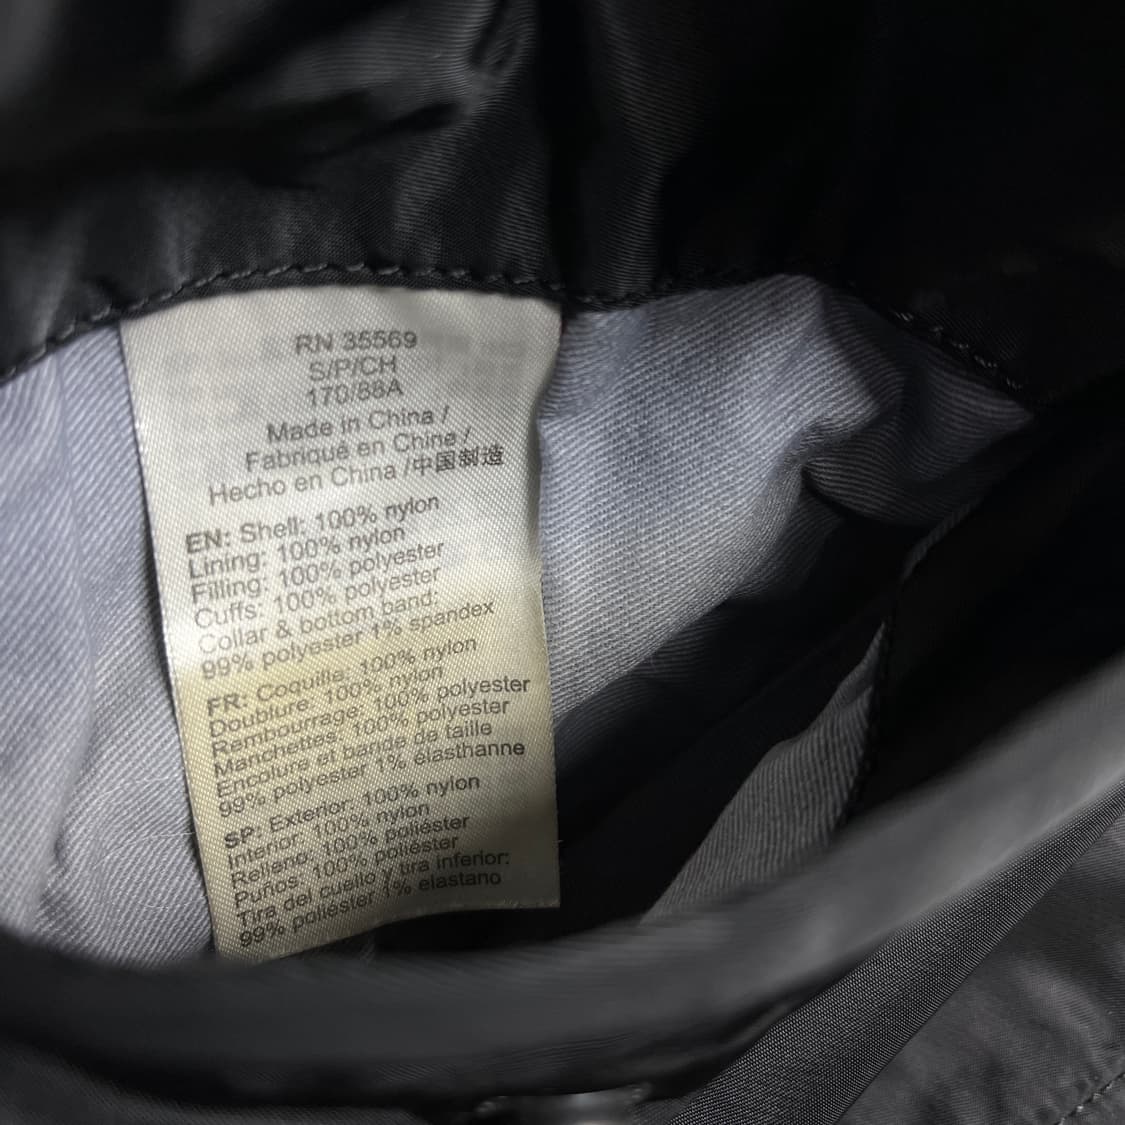 RN 35569
S/P/CH
170/88A
Made in China /
Fabriqué en Chine /
Hecho en China /中国制造
EN: Shell: 100% nylon
Lining: 100% nylon
Filling: 100% polyester
Cuffs: 100% polyester
Collar & bottom band:
99% polyester 1% spandex
FR: Coquille: 100% nylon
Doublure: 100% nylon
Rembourrage: 100% polyester
Manchettes: 100% polyester
Encolure et bande de taille
99% polyester 1% élasthanne
SP: Exterior: 100% nylon
Interior: 100% nylon
Relleno: 100% poliéster
Puños: 100% poliéster
Tira del cuello y tira inferior:
99% poliéster 1% elastano